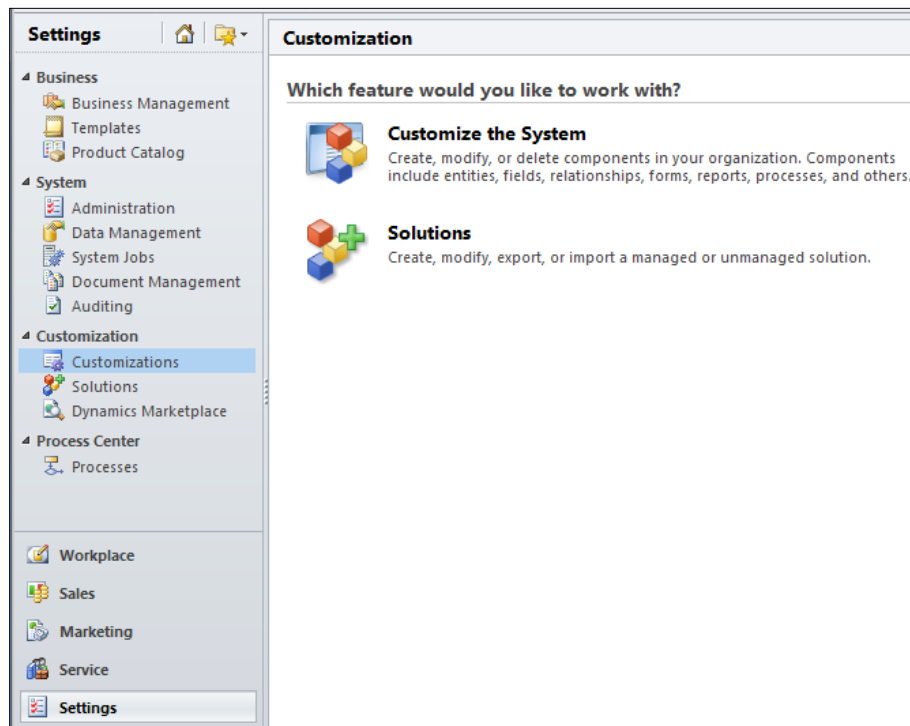 Settings
Business
Business Management
Templates
Product Catalog
System
Administration
Data Management
System Jobs
Document Management
Auditing
Customization
Customizations
Solutions
Dynamics Marketplace
Process Center
Processes
Workplace
Sales
Marketing
Service
Settings
Customization
Which feature would you like to work with?
Customize the System
Create, modify, or delete components in your organization. Components
include entities, fields, relationships, forms, reports, processes, and others.
Solutions
Create, modify, export, or import a managed or unmanaged solution.